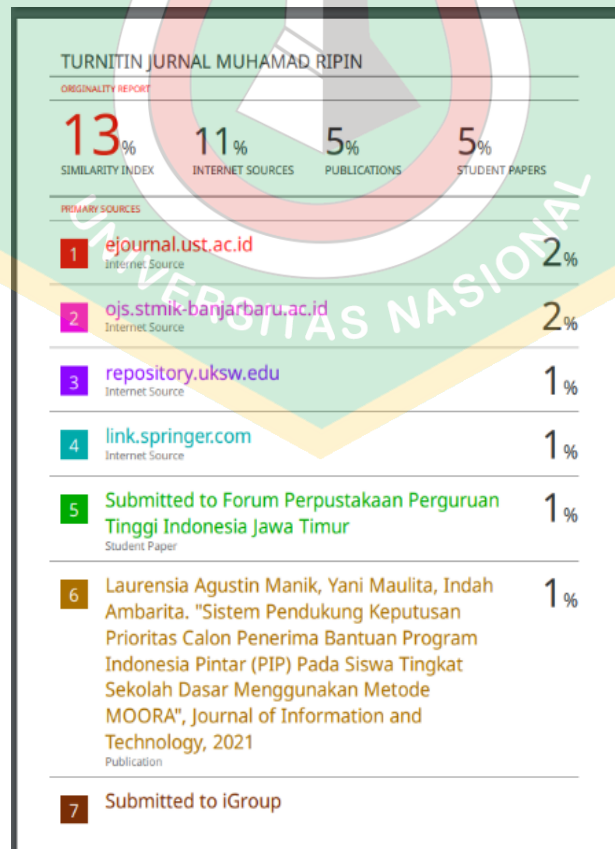 TURNITIN JURNAL MUHAMAD RIPIN
ORIGINALITY REPORT
13% 11% 5% 5%
SIMILARITY INDEX INTERNET SOURCES PUBLICATIONS STUDENT PAPERS
PRIMARY SOURCES
1 ejournal.ust.ac.id 2%
Internet Source
2 ojs.stmik-banjarbaru.ac.id 2%
Internet Source
3 repository.uksw.edu 1%
Internet Source
4 link.springer.com 1%
Internet Source
5 Submitted to Forum Perpustakaan Perguruan 1%
Tinggi Indonesia Jawa Timur
Student Paper
6 Laurensia Agustin Manik, Yani Maulita, Indah 1%
Ambarita. "Sistem Pendukung Keputusan
Prioritas Calon Penerima Bantuan Program
Indonesia Pintar (PIP) Pada Siswa Tingkat
Sekolah Dasar Menggunakan Metode
MOORA", Journal of Information and
Technology, 2021
Publication
7 Submitted to iGroup
UNIVERSITAS NASIONAL